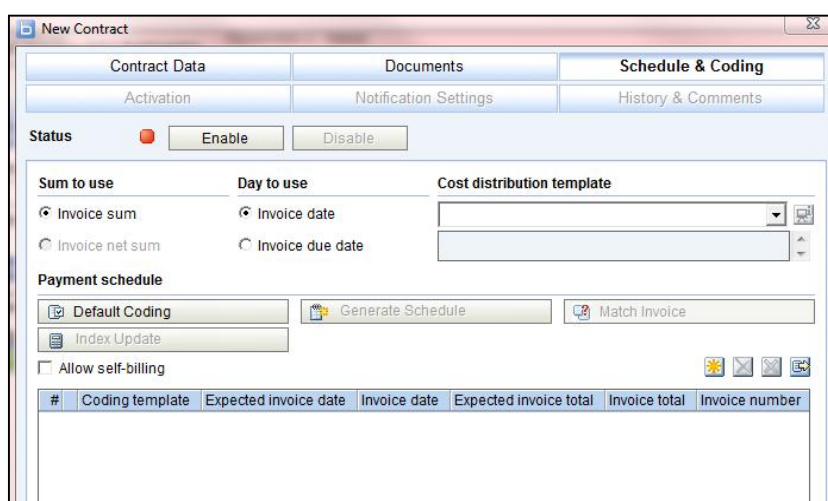 New Contract
Contract Data Documents Schedule & Coding
Activation Notification Settings History & Comments
Status Enable Disable
Sum to use Day to use Cost distribution template
Invoice sum Invoice date
Invoice net sum Invoice due date
Payment schedule
Default Coding Generate Schedule Match Invoice
Index Update
Allow self-billing
# Coding template Expected invoice date Invoice date Expected invoice total Invoice total Invoice number